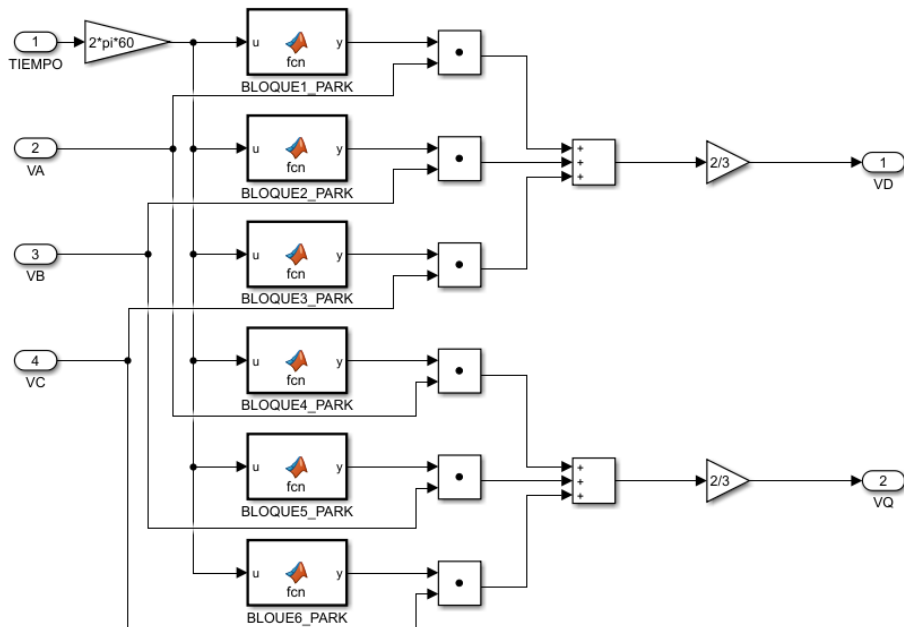 1
TIEMPO
2*pi*60
u
y
fcn
BLOQUE1_PARK
2
VA
u
y
fcn
BLOQUE2_PARK
+
+
+
2/3
1
VD
3
VB
u
y
fcn
BLOQUE3_PARK
4
VC
u
y
fcn
BLOQUE4_PARK
u
y
fcn
BLOQUE5_PARK
+
+
+
2/3
2
VQ
u
y
fcn
BLOUE6_PARK